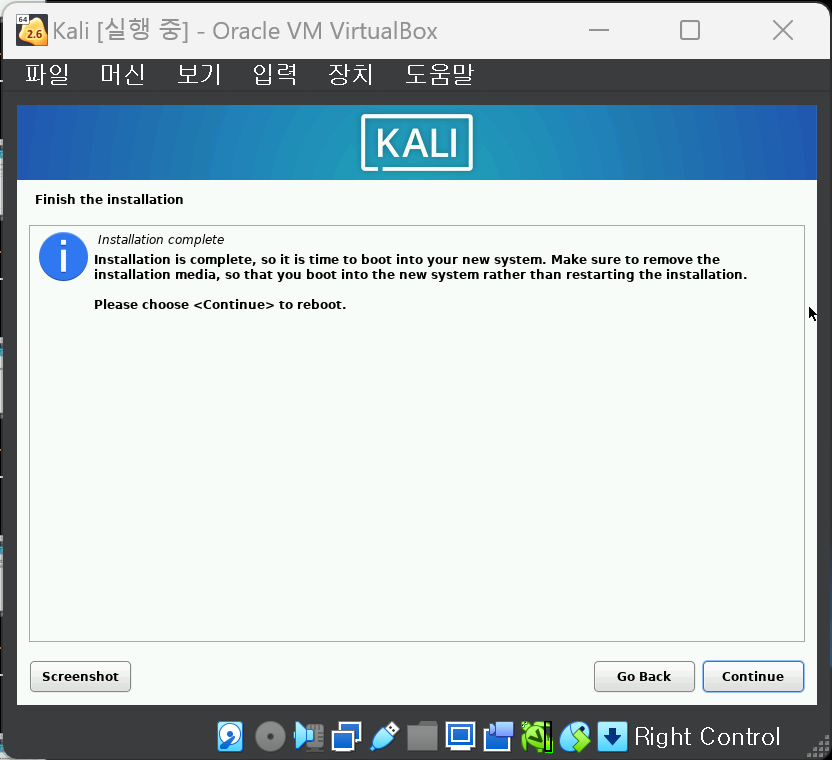 64
2.6
Kali [실행 중] - Oracle VM VirtualBox
파일 머신 보기 입력 장치 도움말
KALI
Finish the installation
Installation complete
Installation is complete, so it is time to boot into your new system. Make sure to remove the
installation media, so that you boot into the new system rather than restarting the installation.
Please choose <Continue> to reboot.
Screenshot Go Back Continue
Right Control